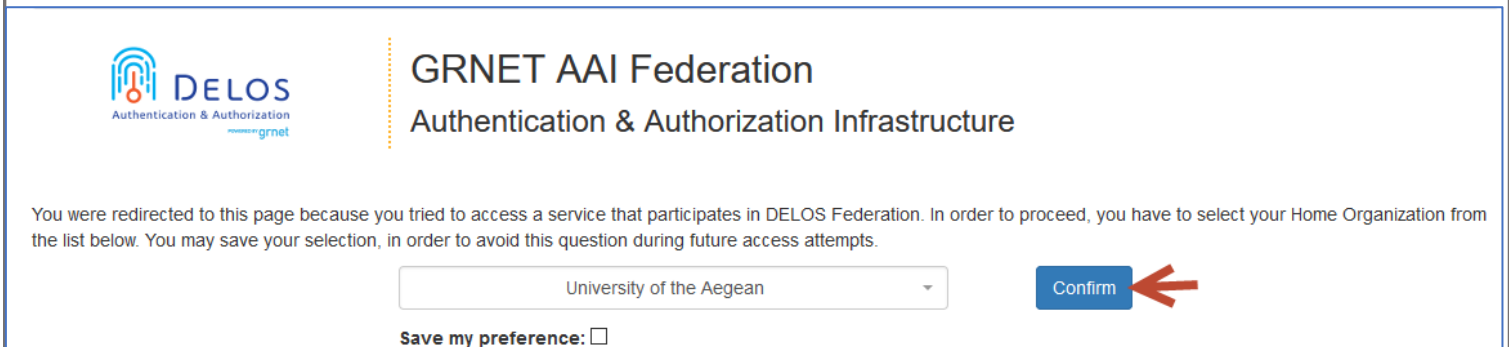 DELOS
Authentication & Authorization
POWERED BY grnet
GRNET AAI Federation
Authentication & Authorization Infrastructure
You were redirected to this page because you tried to access a service that participates in DELOS Federation. In order to proceed, you have to select your Home Organization from
the list below. You may save your selection, in order to avoid this question during future access attempts.
University of the Aegean
Confirm
Save my preference: